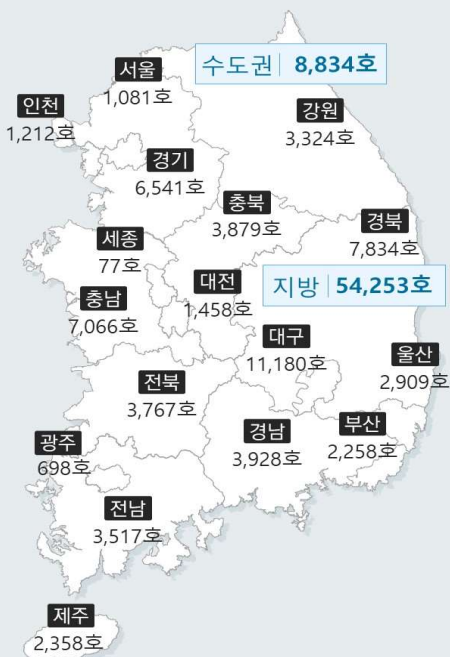 서울
1,081호
수도권 8,834호
인천
1,212호
강원
3,324호
경기
6,541호
충북
3,879호
경북
7,834호
세종
77호
대전
1,458호
지방 54,253호
충남
7,066호
대구
11,180호
울산
2,909호
전북
3,767호
경남
3,928호
부산
2,258호
광주
698호
전남
3,517호
제주
2,358호